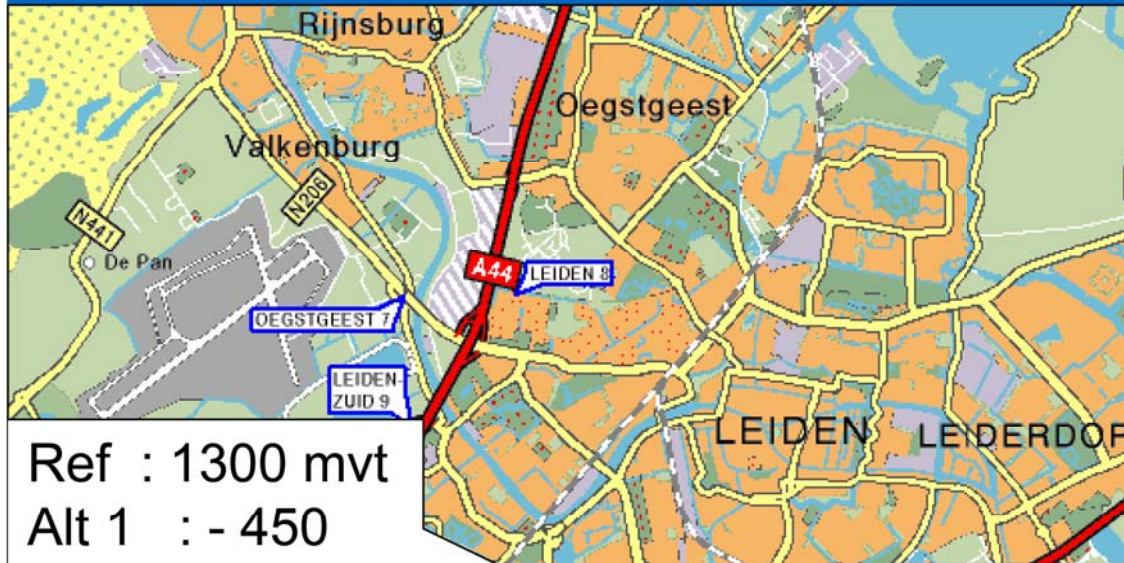 Rijnsburg
Oegstgeest
Valkenburg
N206
N441
De Pan
A44
LEIDEN 8
OEGSTGEEST 7
LEIDEN-
ZUID 9
LEIDEN
LEIDERDOR
Ref : 1300 mvt
Alt 1 : - 450